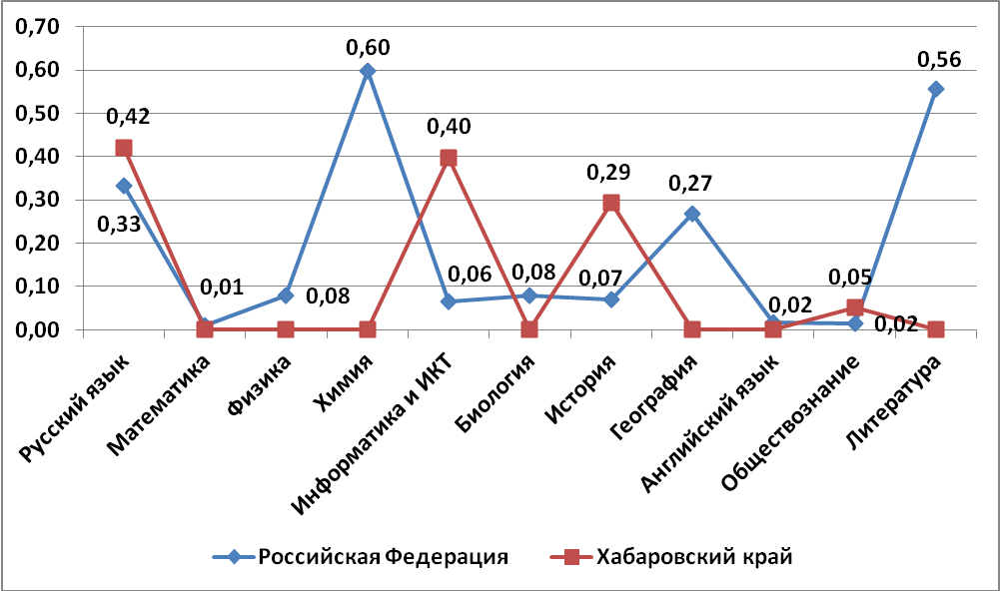 0,70
0,60
0,50
0,40
0,30
0,20
0,10
0,00
0,42
0,33
0,01
0,08
0,60
0,40
0,06
0,08
0,29
0,07
0,27
0,02
0,05
0,02
0,56
Русский язык
Математика
Физика
Химия
Информатика и ИКТ
Биология
История
География
Английский язык
Обществознание
Литература
Российская Федерация
Хабаровский край